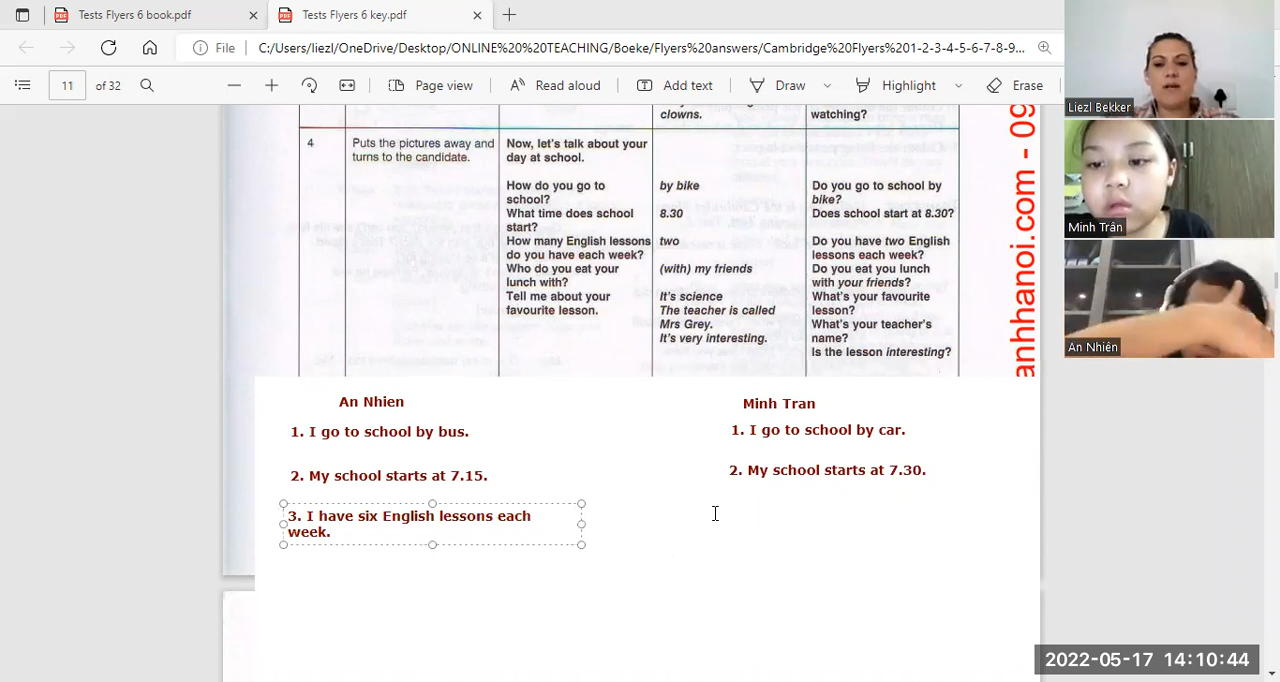 Tests Flyers 6 book.pdf
Tests Flyers 6 key.pdf
File
C:/Users/liezl/OneDrive/Desktop/ONLINE%20%20TEACHING/Boeke/Flyers%20answers/Cambridge%20Flyers%201-2-3-4-5-6-7-8-9...
11 of 32
Page view
Read aloud
Add text
Draw
Highlight
Erase
clowns.
watching?
4
Puts the pictures away and
turns to the candidate.
Now, let's talk about your
day at school.
How do you go to
school?
What time does school
start?
How many English lessons
do you have each week?
Who do you eat your
lunch with?
Tell me about your
favourite lesson.
by bike
8.30
two
(with) my friends
It's science
The teacher is called
Mrs Grey.
It's very interesting.
Do you go to school by
bike?
Does school start at 8.30?
Do you have two English
lessons each week?
Do you eat you lunch
with your friends?
What's your favourite
lesson?
What's your teacher's
name?
Is the lesson interesting?
anhhanoi.com - 09
An Nhien
1. I go to school by bus.
2. My school starts at 7.15.
3. I have six English lessons each
week.
Minh Tran
1. I go to school by car.
2. My school starts at 7.30.
Liezl Bekker
Minh Trân
An Nhiên
2022-05-17 14:10:44